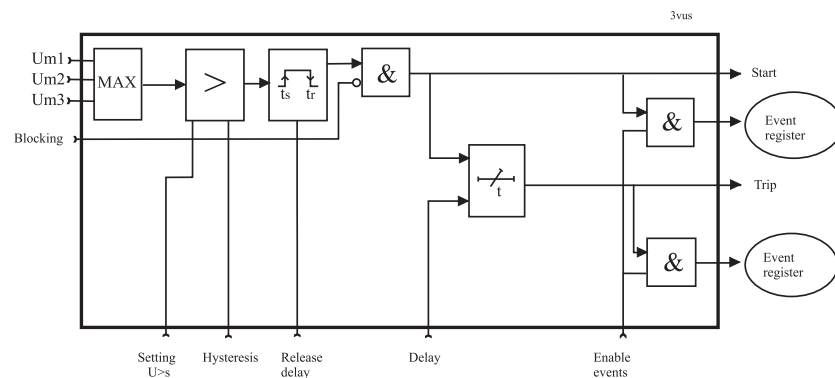 3vus
Um1
Um2
Um3
MAX
>
ts
tr
&
Start
&
Event
register
Blocking
t
Trip
&
Event
register
Setting
U>s
Hysteresis
Release
delay
Delay
Enable
events